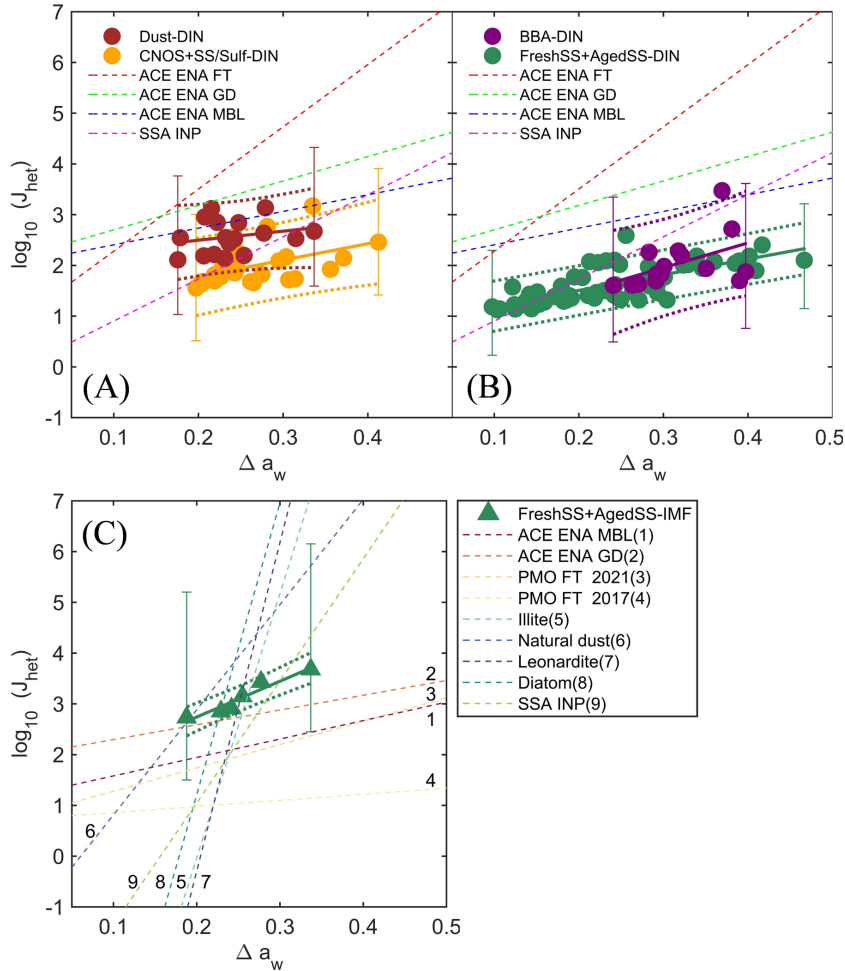 7
6
5
4
3
2
1
0
-1
log10 (Jhet)
Dust-DIN
CNOS+SS/Sulf-DIN
ACE ENA FT
ACE ENA GD
ACE ENA MBL
SSA INP
(A)
0.1
0.2
0.3
0.4
Δ aw
BBA-DIN
FreshSS+AgedSS-DIN
ACE ENA FT
ACE ENA GD
ACE ENA MBL
SSA INP
(B)
0.1
0.2
0.3
0.4
0.5
Δ aw
7
6
5
4
3
2
1
0
-1
log10 (Jhet)
(C)
2
3
1
4
6
9
8
5
7
0.1
0.2
0.3
0.4
0.5
Δ aw
FreshSS+AgedSS-IMF
ACE ENA MBL(1)
ACE ENA GD(2)
PMO FT 2021(3)
PMO FT 2017(4)
Illite(5)
Natural dust(6)
Leonardite(7)
Diatom(8)
SSA INP(9)